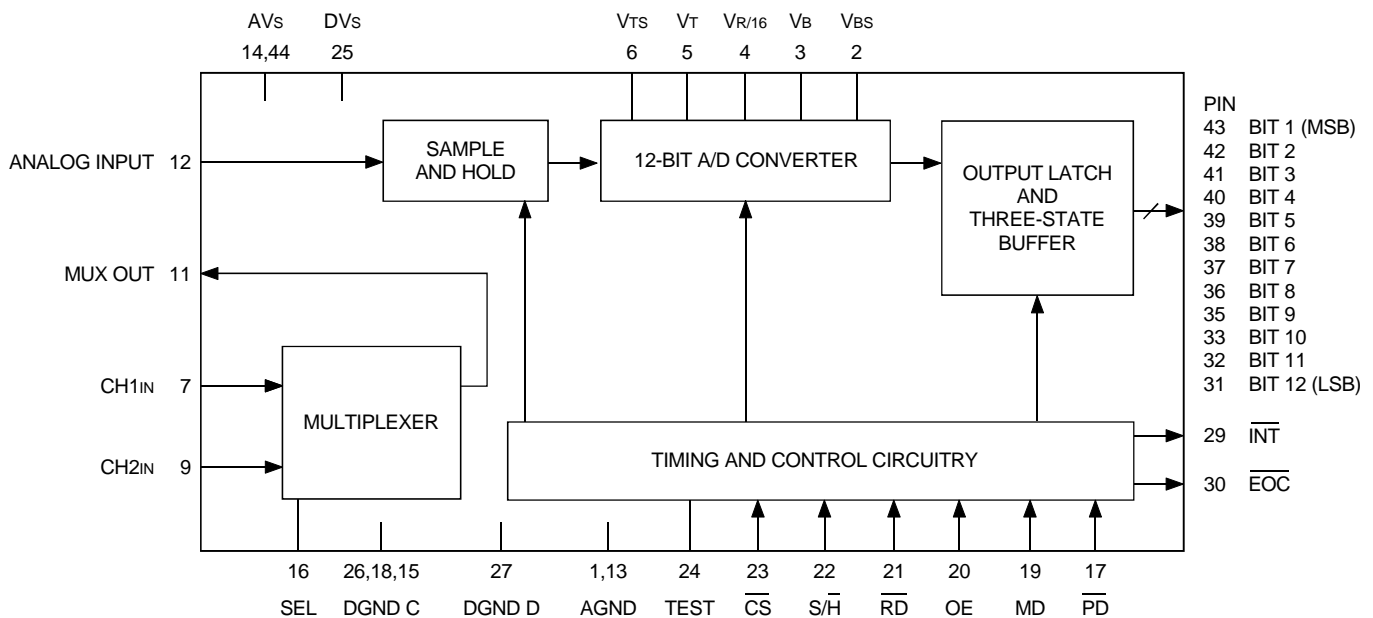 AVS DVS VTS VT VR/16 VB VBS
14,44 25 6 5 4 3 2
PIN
43 BIT 1 (MSB)
42 BIT 2
41 BIT 3
40 BIT 4
39 BIT 5
38 BIT 6
37 BIT 7
36 BIT 8
35 BIT 9
33 BIT 10
32 BIT 11
31 BIT 12 (LSB)
ANALOG INPUT 12
SAMPLE
AND HOLD
12-BIT A/D CONVERTER
OUTPUT LATCH
AND
THREE-STATE
BUFFER
MUX OUT 11
CH1IN 7
MULTIPLEXER
CH2IN 9
TIMING AND CONTROL CIRCUITRY
29 I̅N̅T̅
30 E̅O̅C̅
16 26,18,15 27 1,13 24 23 22 21 20 19 17
SEL DGND C DGND D AGND TEST C̅S̅ S/H̅ R̅D̅ OE MD P̅D̅